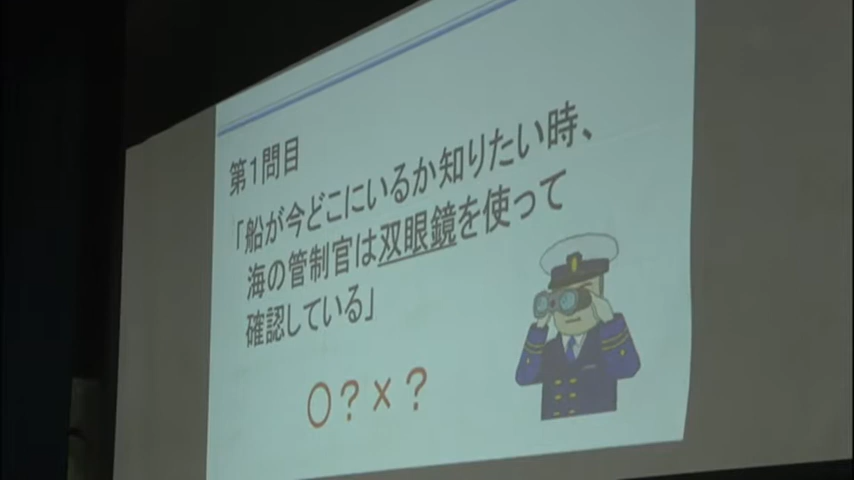 第1問目
「船が今どこにいるか知りたい時、
海の管制官は双眼鏡を使って
確認している」
○?×?